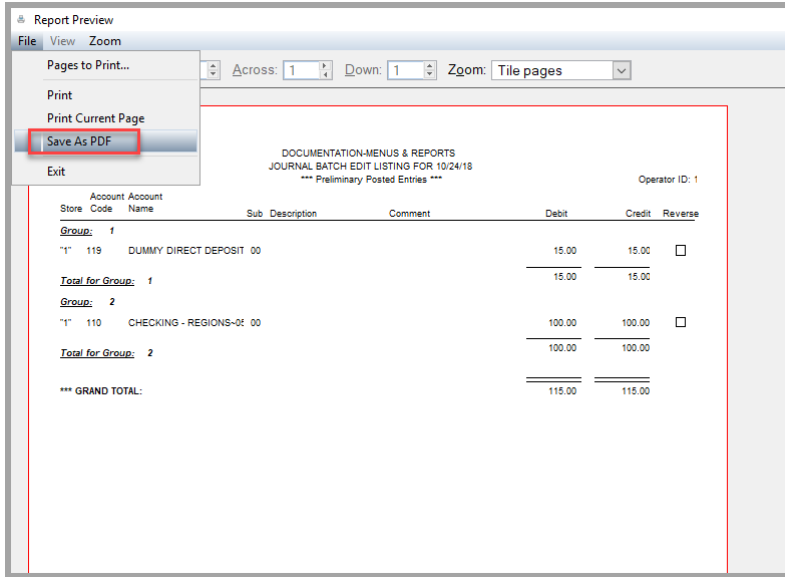 Report Preview
File View Zoom
Pages to Print... Across: 1 Down: 1 Zoom: Tile pages
Print
Print Current Page
Save As PDF
Exit
DOCUMENTATION-MENUS & REPORTS
JOURNAL BATCH EDIT LISTING FOR 10/24/18
*** Preliminary Posted Entries *** Operator ID: 1
Account Account
Store Code Name Sub Description Comment Debit Credit Reverse
Group: 1
"1" 119 DUMMY DIRECT DEPOSIT 00 15.00 15.00
Total for Group: 1 15.00 15.00
Group: 2
"1" 110 CHECKING - REGIONS~05 00 100.00 100.00
Total for Group: 2 100.00 100.00
*** GRAND TOTAL: 115.00 115.00